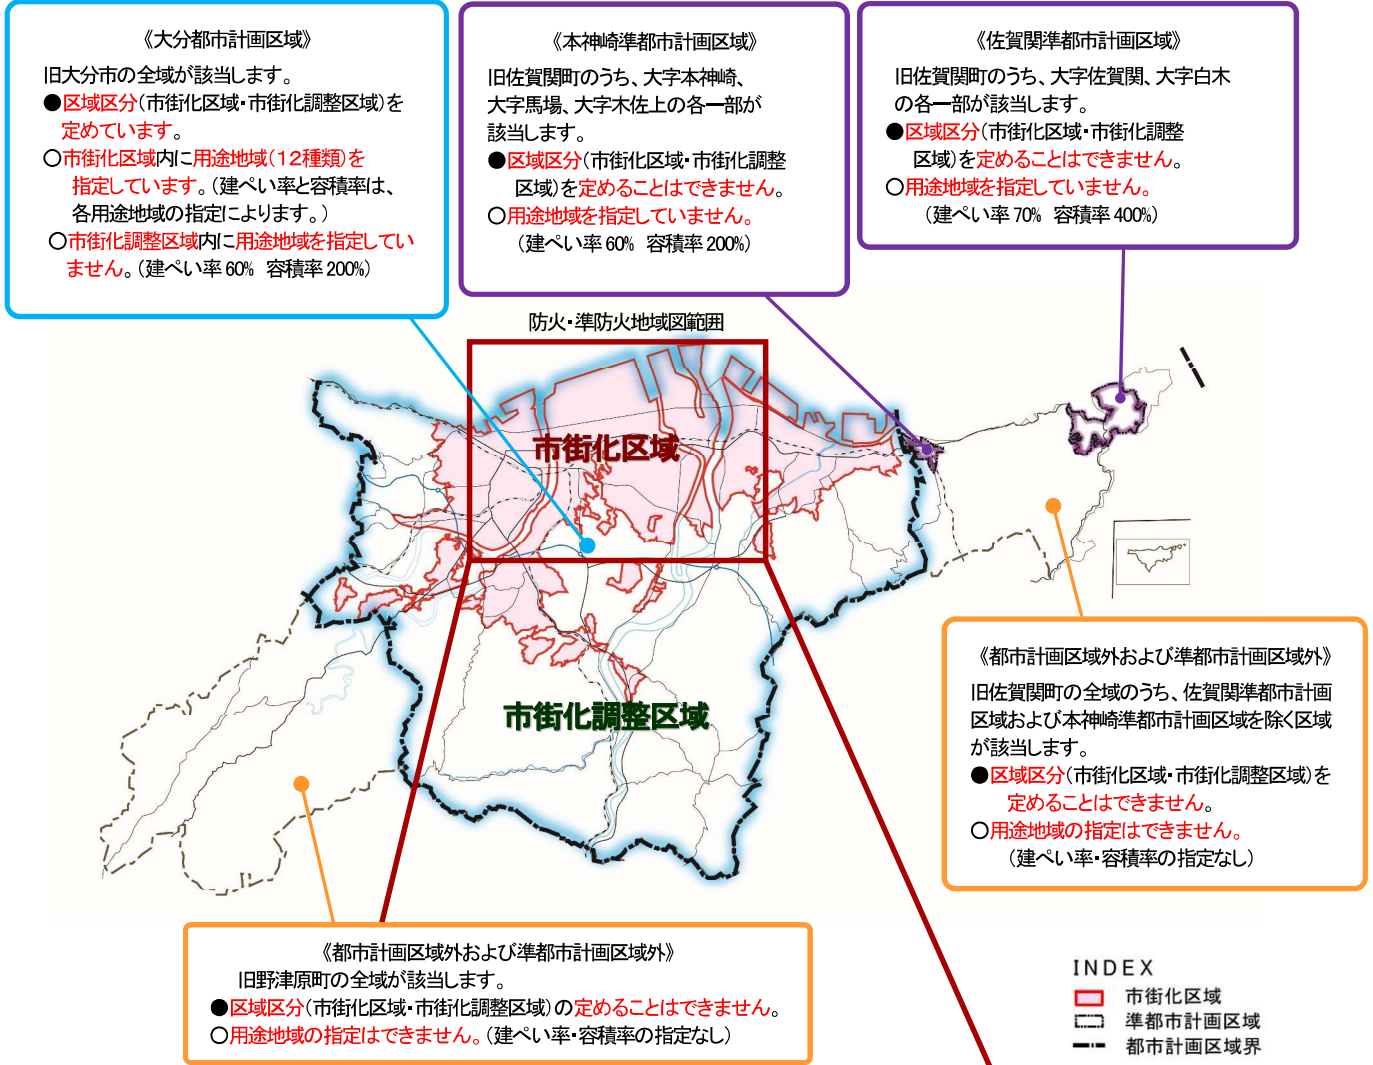 《大分都市計画区域》
旧大分市の全域が該当します。
●区域区分(市街化区域・市街化調整区域)を
定めています。
○市街化区域内に用途地域(12種類)を
指定しています。(建ぺい率と容積率は、
各用途地域の指定によります。)
○市街化調整区域内に用途地域を指定してい
ません。(建ぺい率60% 容積率200%)
《本神崎準都市計画区域》
旧佐賀関町のうち、大字本神崎、
大字馬場、大字木佐上の各一部が
該当します。
●区域区分(市街化区域・市街化調整
区域)を定めることはできません。
○用途地域を指定していません。
(建ぺい率60% 容積率200%)
《佐賀関準都市計画区域》
旧佐賀関町のうち、大字佐賀関、大字白木
の各一部が該当します。
●区域区分(市街化区域・市街化調整
区域)を定めることはできません。
○用途地域を指定していません。
(建ぺい率70% 容積率400%)
防火・準防火地域図範囲
市街化区域
市街化調整区域
《都市計画区域外および準都市計画区域外》
旧佐賀関町の全域のうち、佐賀関準都市計画
区域および本神崎準都市計画区域を除く区域
が該当します。
●区域区分(市街化区域・市街化調整区域)を
定めることはできません。
○用途地域の指定はできません。
(建ぺい率・容積率の指定なし)
《都市計画区域外および準都市計画区域外》
旧野津原町の全域が該当します。
●区域区分(市街化区域・市街化調整区域)の定めることはできません。
○用途地域の指定はできません。(建ぺい率・容積率の指定なし)
INDEX
市街化区域
準都市計画区域
都市計画区域界